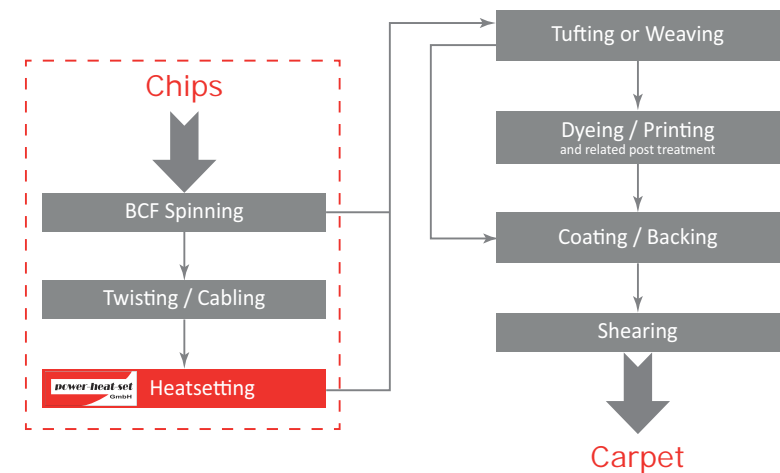 Chips
BCF Spinning
Twisting / Cabling
power-heat-set
GmbH
Heatsetting
Tufting or Weaving
Dyeing / Printing
and related post treatment
Coating / Backing
Shearing
Carpet